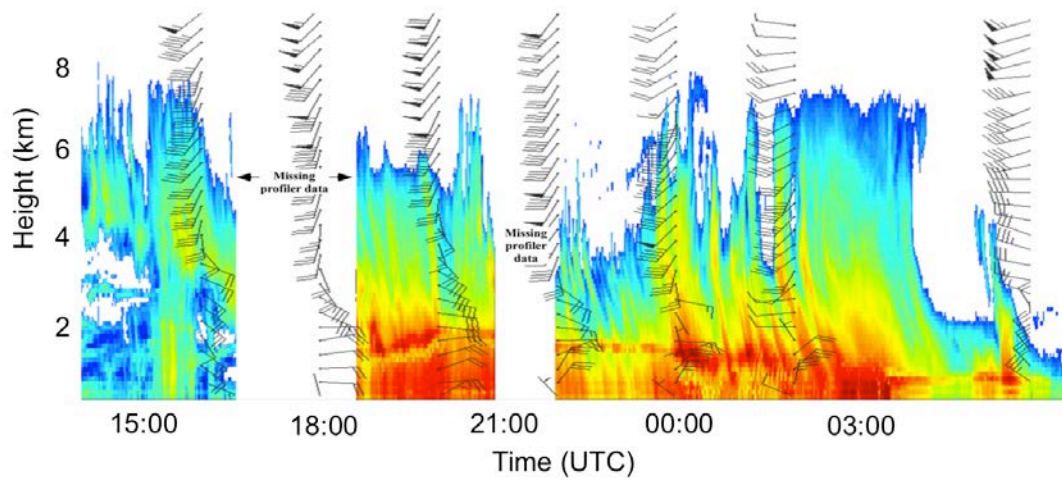 8
6
4
2
Height (km)
Missing
profiler data
Missing
profiler
data
15:00
18:00
21:00
00:00
03:00
Time (UTC)